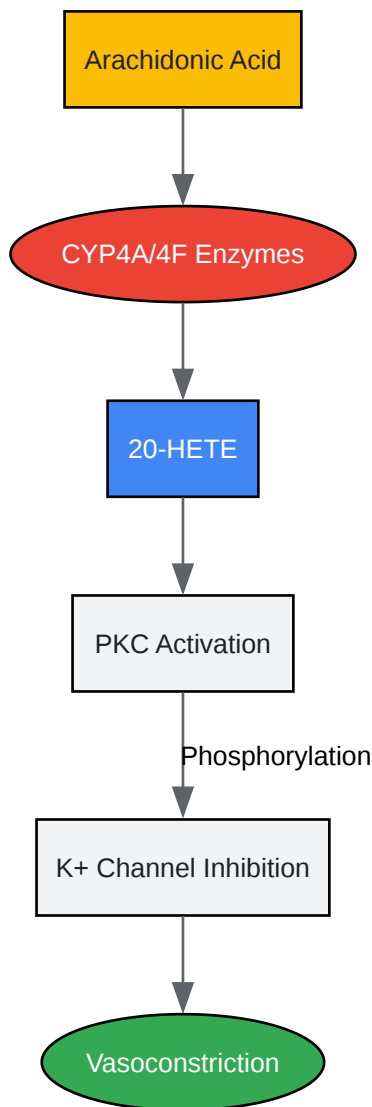 Arachidonic Acid
CYP4A/4F Enzymes
20-HETE
PKC Activation
Phosphorylation
K+ Channel Inhibition
Vasoconstriction